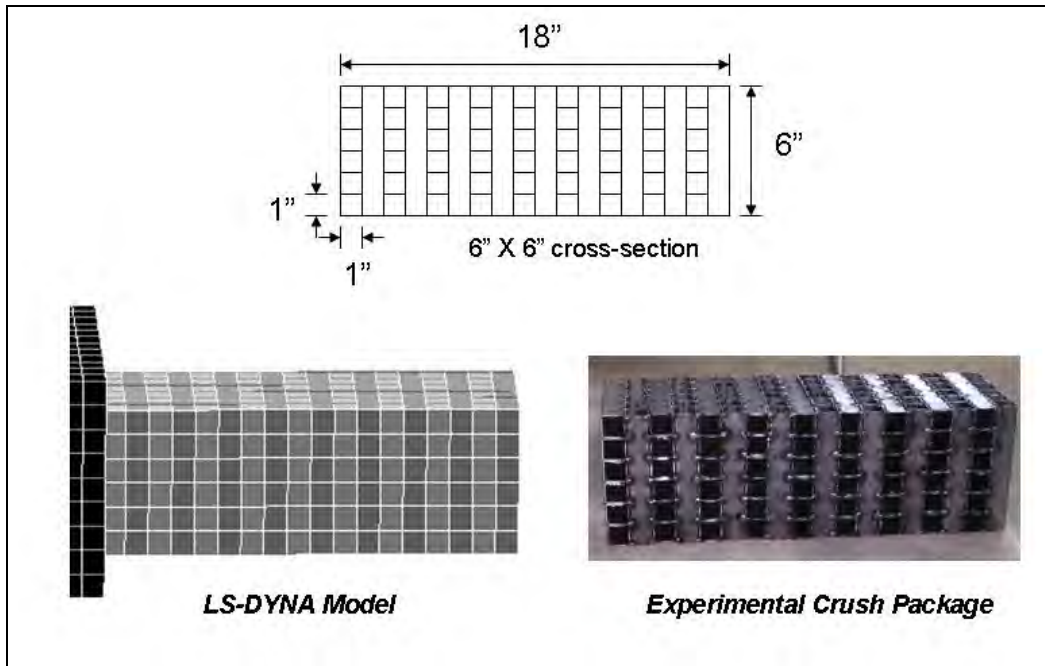 18”
6”
1”
1”
6” X 6” cross-section
LS-DYNA Model
Experimental Crush Package